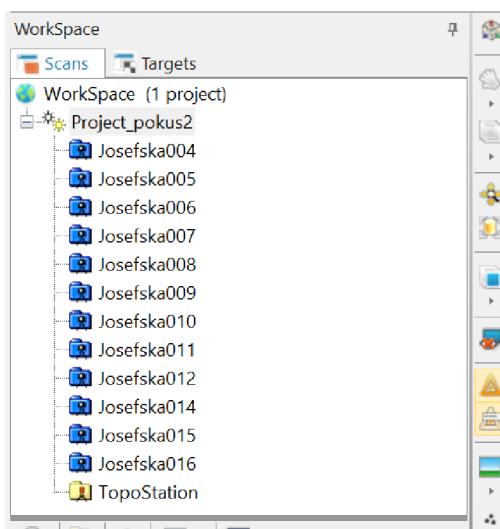 WorkSpace
Scans Targets
WorkSpace (1 project)
Project_pokus2
Josefska004
Josefska005
Josefska006
Josefska007
Josefska008
Josefska009
Josefska010
Josefska011
Josefska012
Josefska014
Josefska015
Josefska016
TopoStation